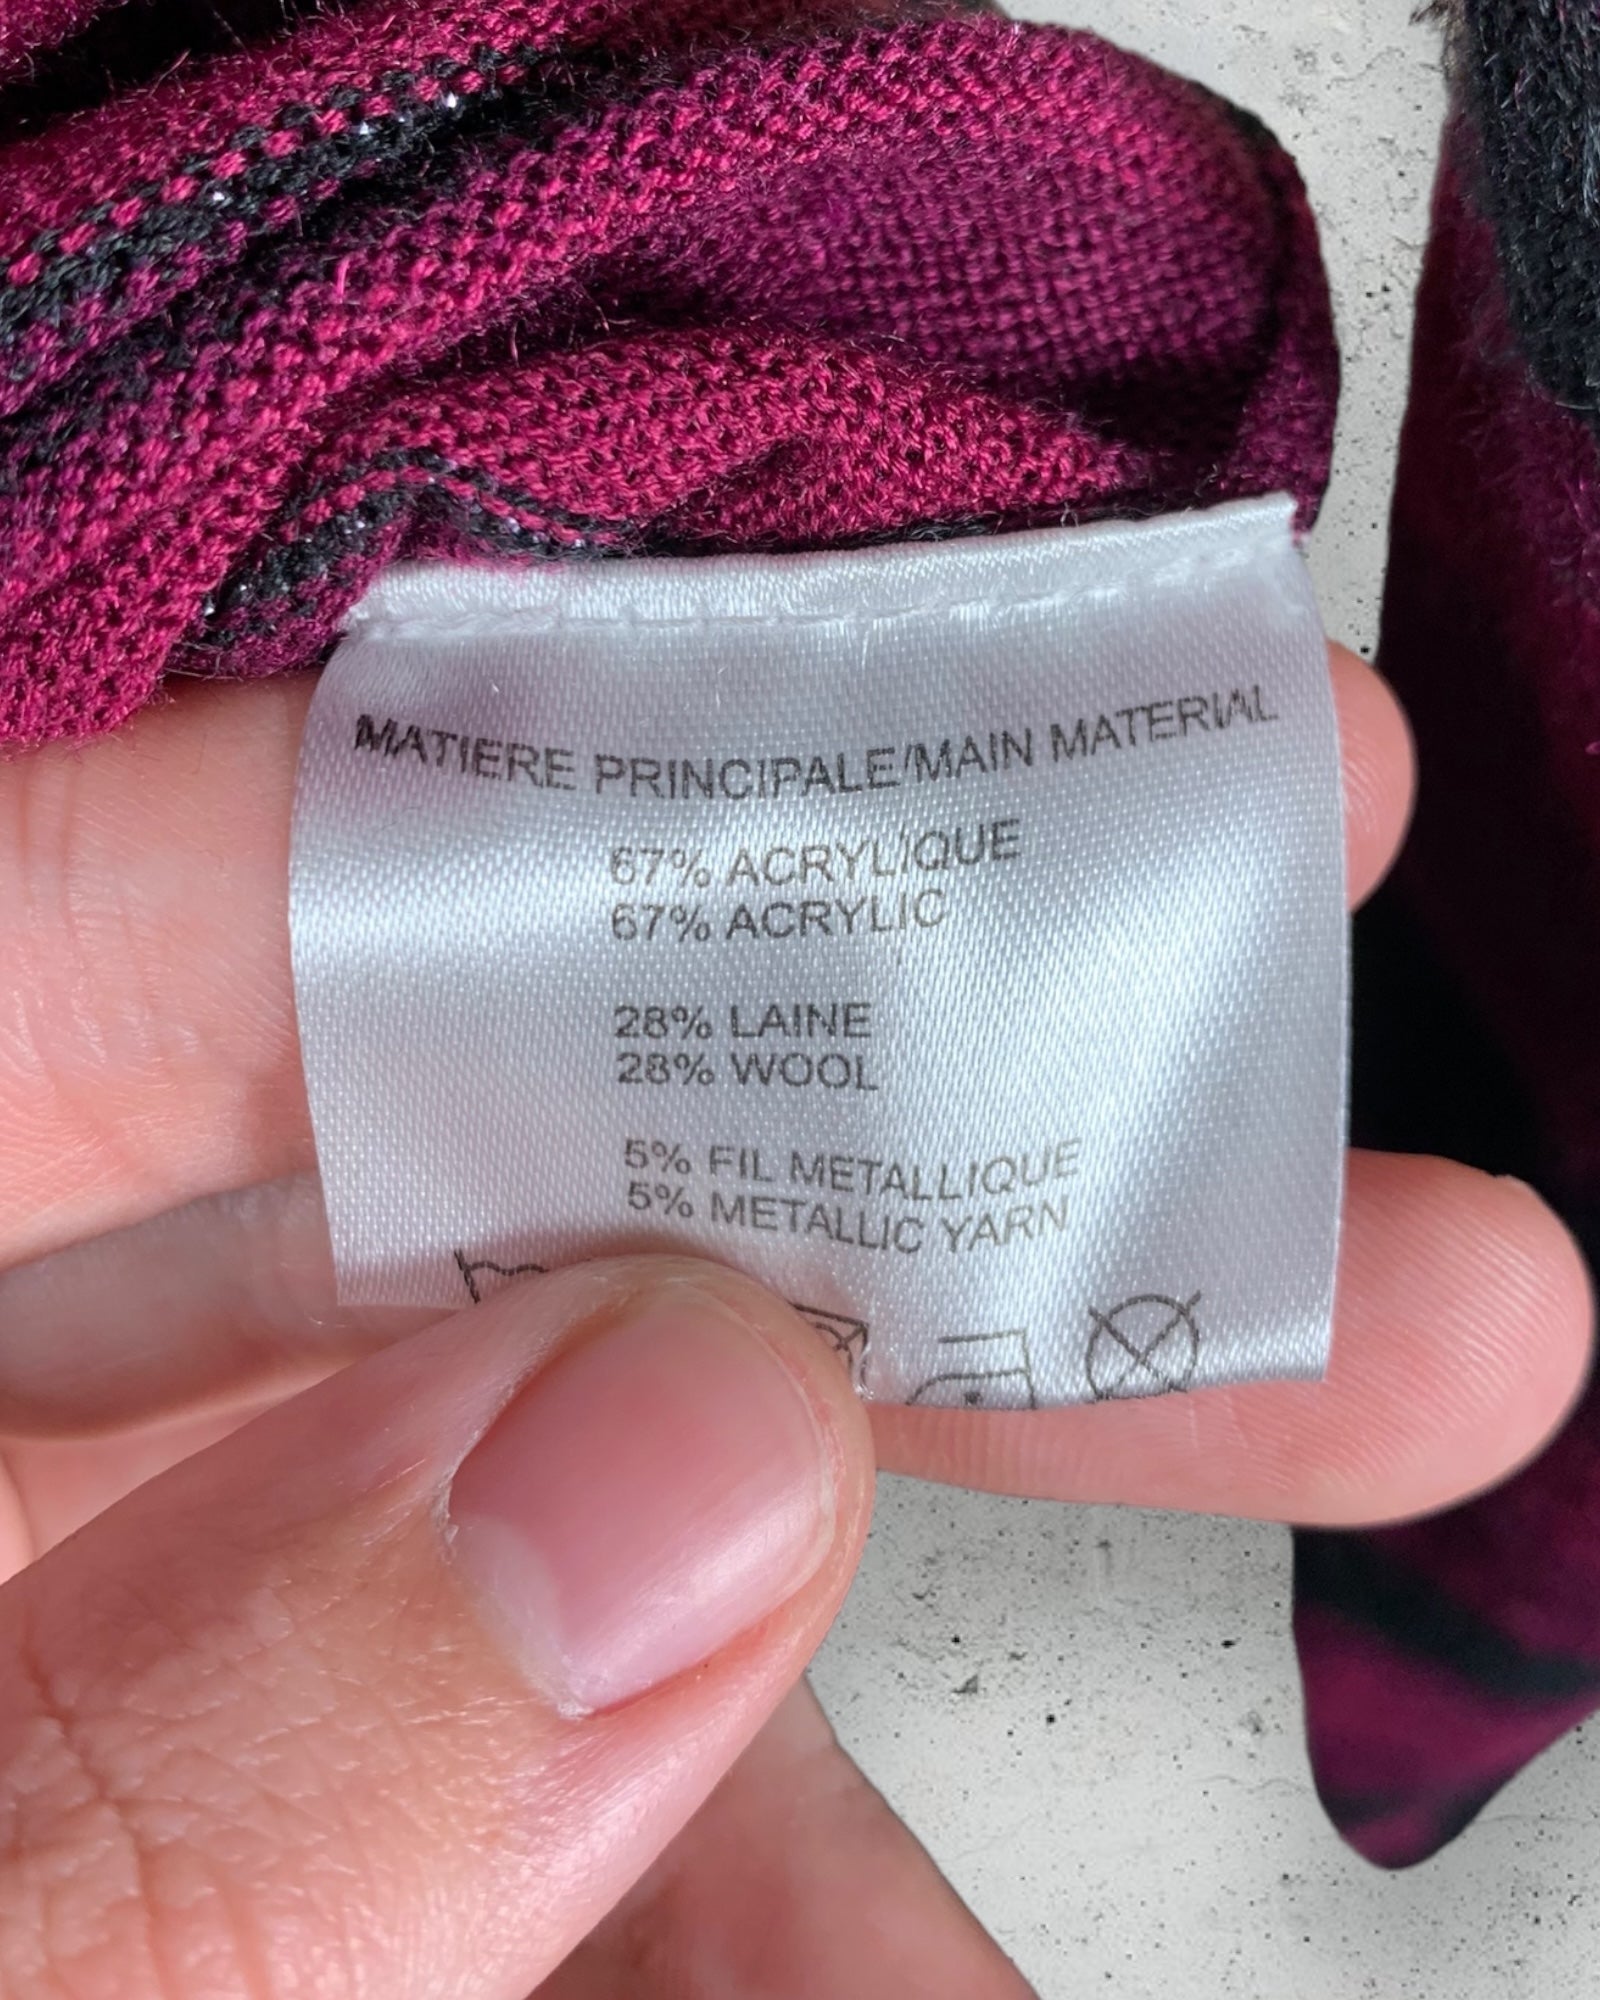 MATIERE PRINCIPALE/MAIN MATERIAL
67% ACRYLIQUE
67% ACRYLIC
28% LAINE
28% WOOL
5% FIL METALLIQUE
5% METALLIC YARN